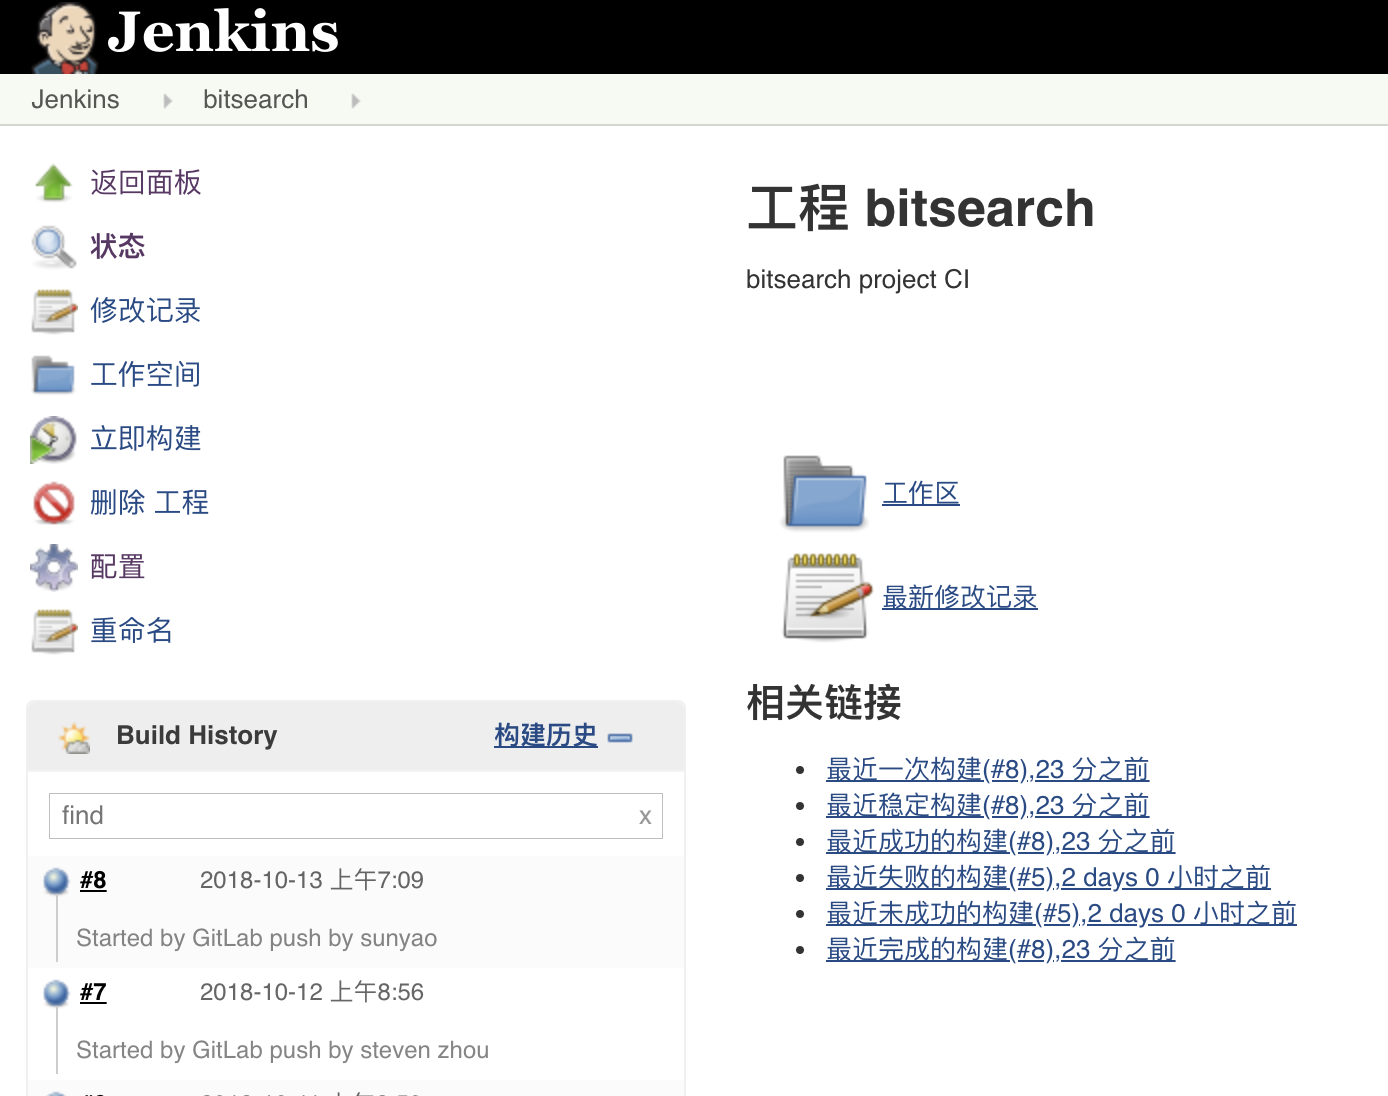 Jenkins
Jenkins bitsearch
返回面板
状态
修改记录
工作空间
立即构建
删除 工程
配置
重命名
Build History 构建历史
find x
#8 2018-10-13 上午7:09
Started by GitLab push by sunyao
#7 2018-10-12 上午8:56
Started by GitLab push by steven zhou
工程 bitsearch
bitsearch project CI
工作区
最新修改记录
相关链接
最近一次构建(#8),23 分之前
最近稳定构建(#8),23 分之前
最近成功的构建(#8),23 分之前
最近失败的构建(#5),2 days 0 小时之前
最近未成功的构建(#5),2 days 0 小时之前
最近完成的构建(#8),23 分之前